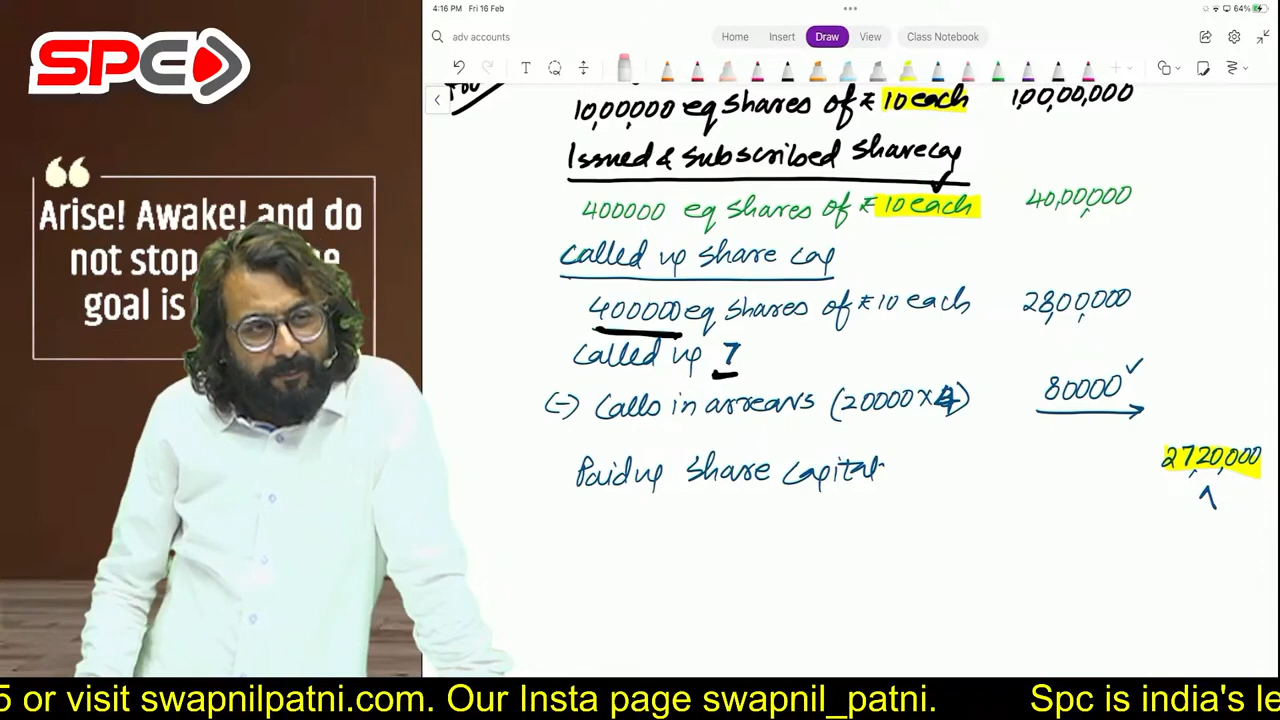 4:16 PM Fri 16 Feb
64%
adv accounts
Home Insert Draw View Class Notebook
SPC
10,00,000 eq shares of ₹ 10 each 1,00,00,000
Issued & subscribed share cap
400000 eq shares of ₹ 10 each 40,00,000
Called up share cap
400000 eq shares of ₹ 10 each 28,00,000
Called up 7
(-) Calls in arrears (20000 x 4) 80000
Paid up share capital 2720,000
Arise! Awake! and do
not stop
goal is
5 or visit swapnilpatni.com. Our Insta page swapnil_patni. Spc is india's le